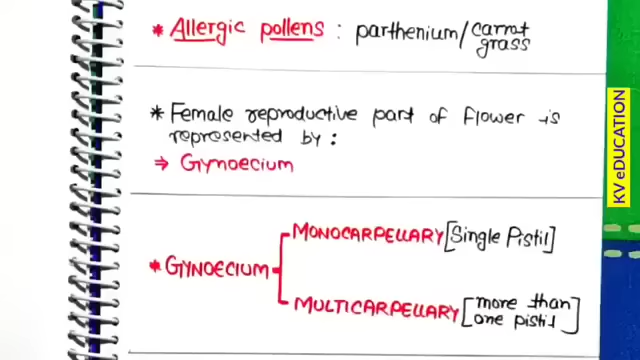 * Allergic pollens : parthenium/carrot
grass
* Female reproductive part of flower is
represented by :
⇒ Gynoecium
MONOCARPELLARY [Single Pistil]
* GYNOECIUM
MULTICARPELLARY [more than
one pistil]
KV eDUCATION